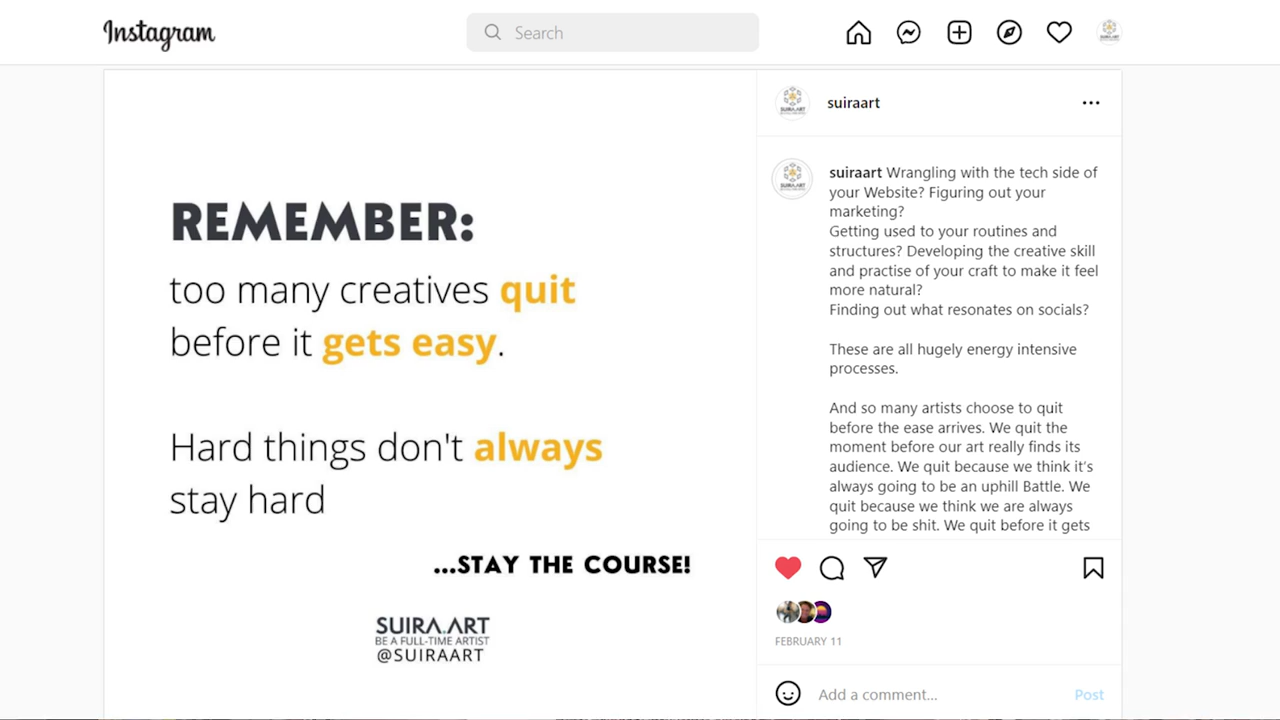 Instagram
Search
REMEMBER:
too many creatives quit
before it gets easy.
Hard things don't always
stay hard
...STAY THE COURSE!
SUIRA.ART
BE A FULL-TIME ARTIST
@SUIRAART
suiraart
suiraart Wrangling with the tech side of
your Website? Figuring out your
marketing?
Getting used to your routines and
structures? Developing the creative skill
and practise of your craft to make it feel
more natural?
Finding out what resonates on socials?
These are all hugely energy intensive
processes.
And so many artists choose to quit
before the ease arrives. We quit the
moment before our art really finds its
audience. We quit because we think it's
always going to be an uphill Battle. We
quit because we think we are always
going to be shit. We quit before it gets
FEBRUARY 11
Add a comment...
Post